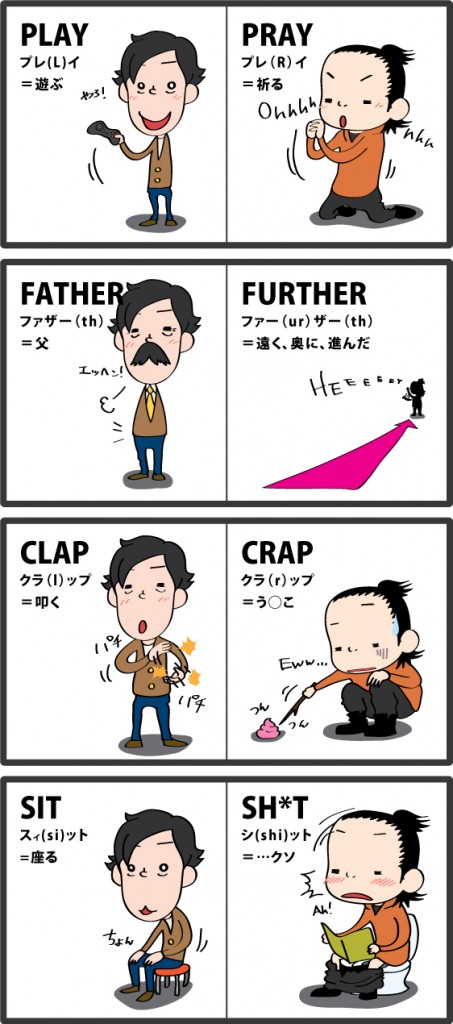 PLAY
プレ(L)イ
＝遊ぶ
やろ!
PRAY
プレ（R）イ
＝祈る
Ohhhh
ohhh
FATHER
ファザー（th）
＝父
エッヘン!
FURTHER
ファー（ur）ザー（th）
＝遠く、奥に、進んだ
HEEEEEY
CLAP
クラ（l）ップ
＝叩く
パチ
パチ
CRAP
クラ（r）ップ
＝う○こ
Eww...
つん
つん
SIT
スィ(si)ット
=座る
ちょん
SH*T
シ(shi)ット
＝…クソ
Ah!